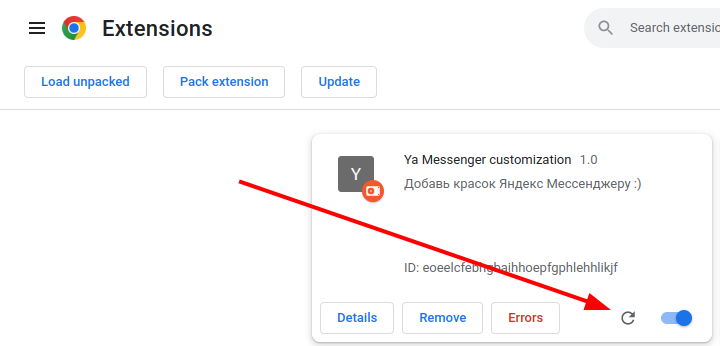 Extensions
Search extensio
Load unpacked
Pack extension
Update
Y
Ya Messenger customization 1.0
Добавь красок Яндекс Мессенджеру :)
ID:
Details
Remove
Errors